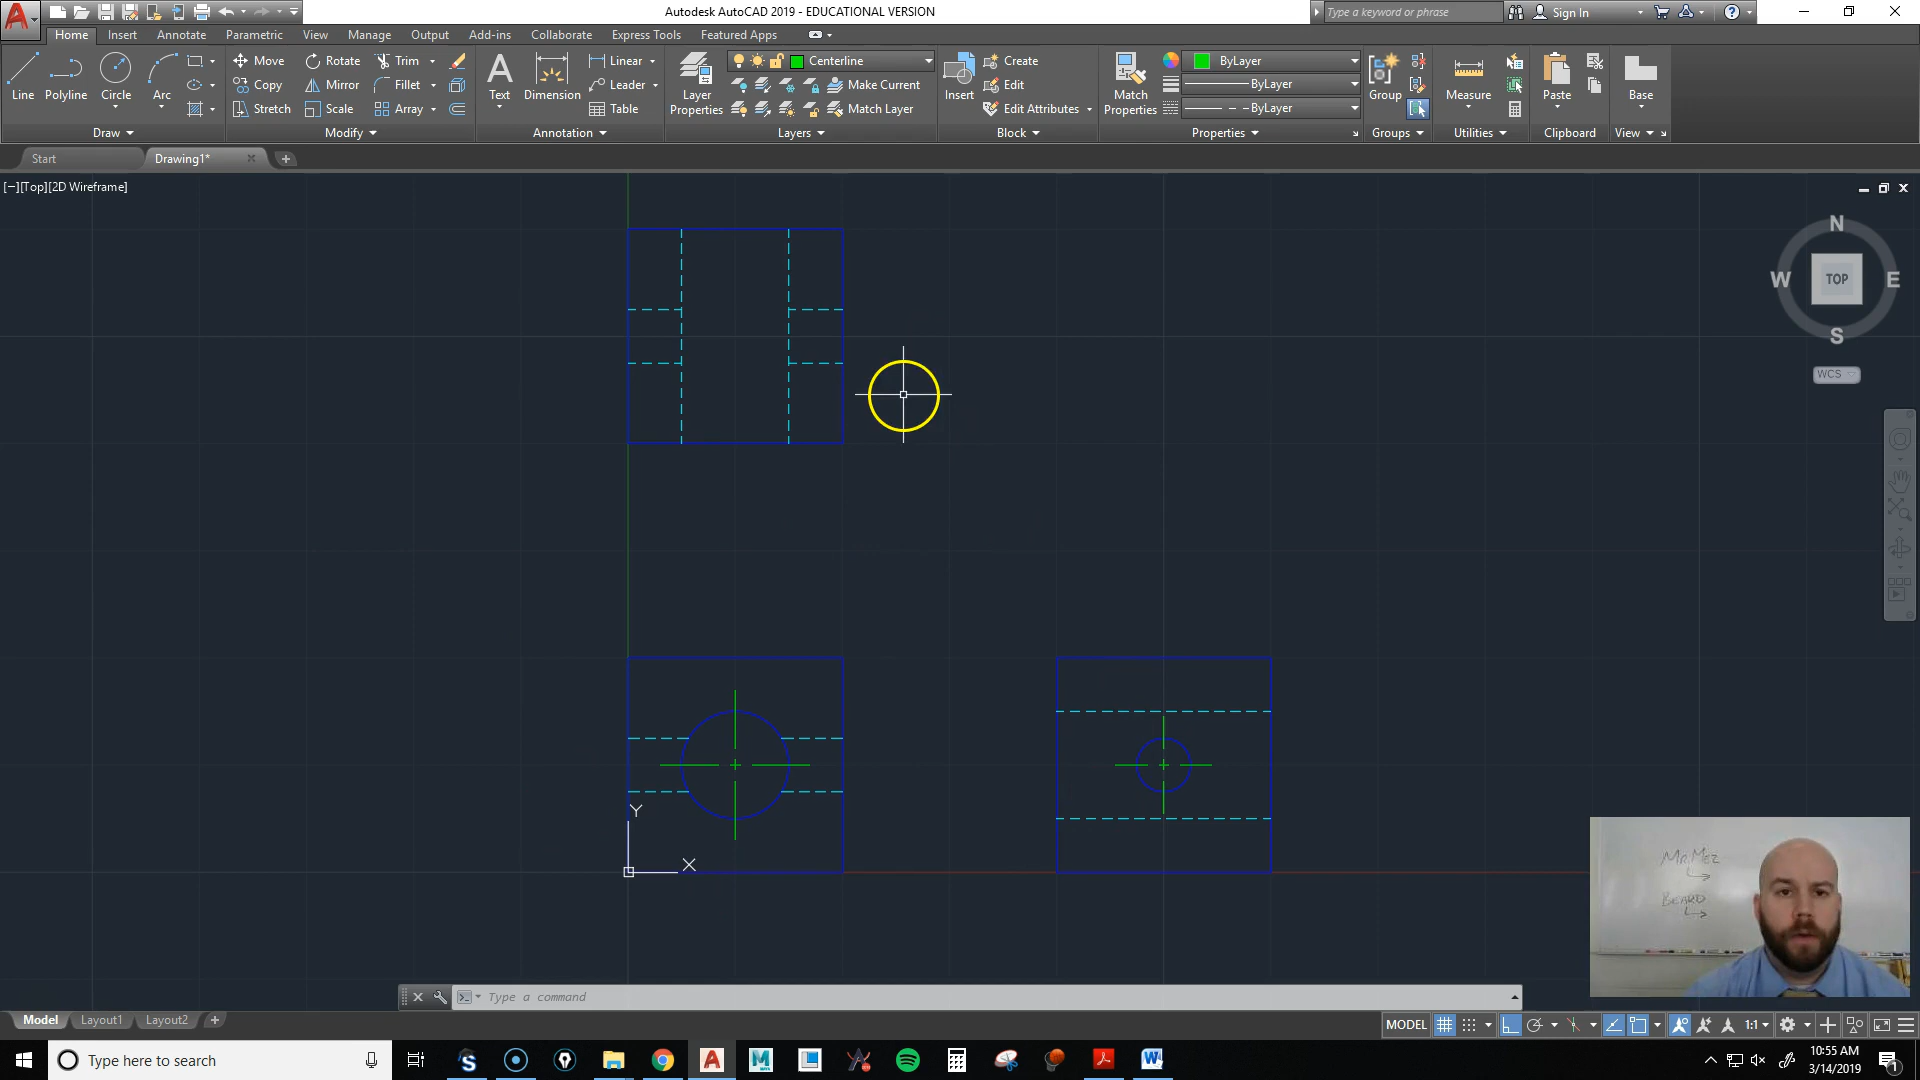 Autodesk AutoCAD 2019 - EDUCATIONAL VERSION
Type a keyword or phrase
Sign In
Home Insert Annotate Parametric View Manage Output Add-ins Collaborate Express Tools Featured Apps
Line Polyline Circle Arc
Move Rotate Trim
Copy Mirror Fillet
Stretch Scale Array
Text Dimension
Linear
Leader
Table
Layer
Properties
Centerline
Make Current
Match Layer
Insert
Create
Edit
Edit Attributes
Match
Properties
ByLayer
ByLayer
ByLayer
Group
Measure
Paste
Base
Draw Modify Annotation Layers Block Properties Groups Utilities Clipboard View
Start Drawing1*
[−][Top][2D Wireframe]
N
W TOP E
S
WCS
Y
X
MR MEZ
BEARD
Type a command
Model Layout1 Layout2
MODEL 1:1
Type here to search
10:55 AM
3/14/2019